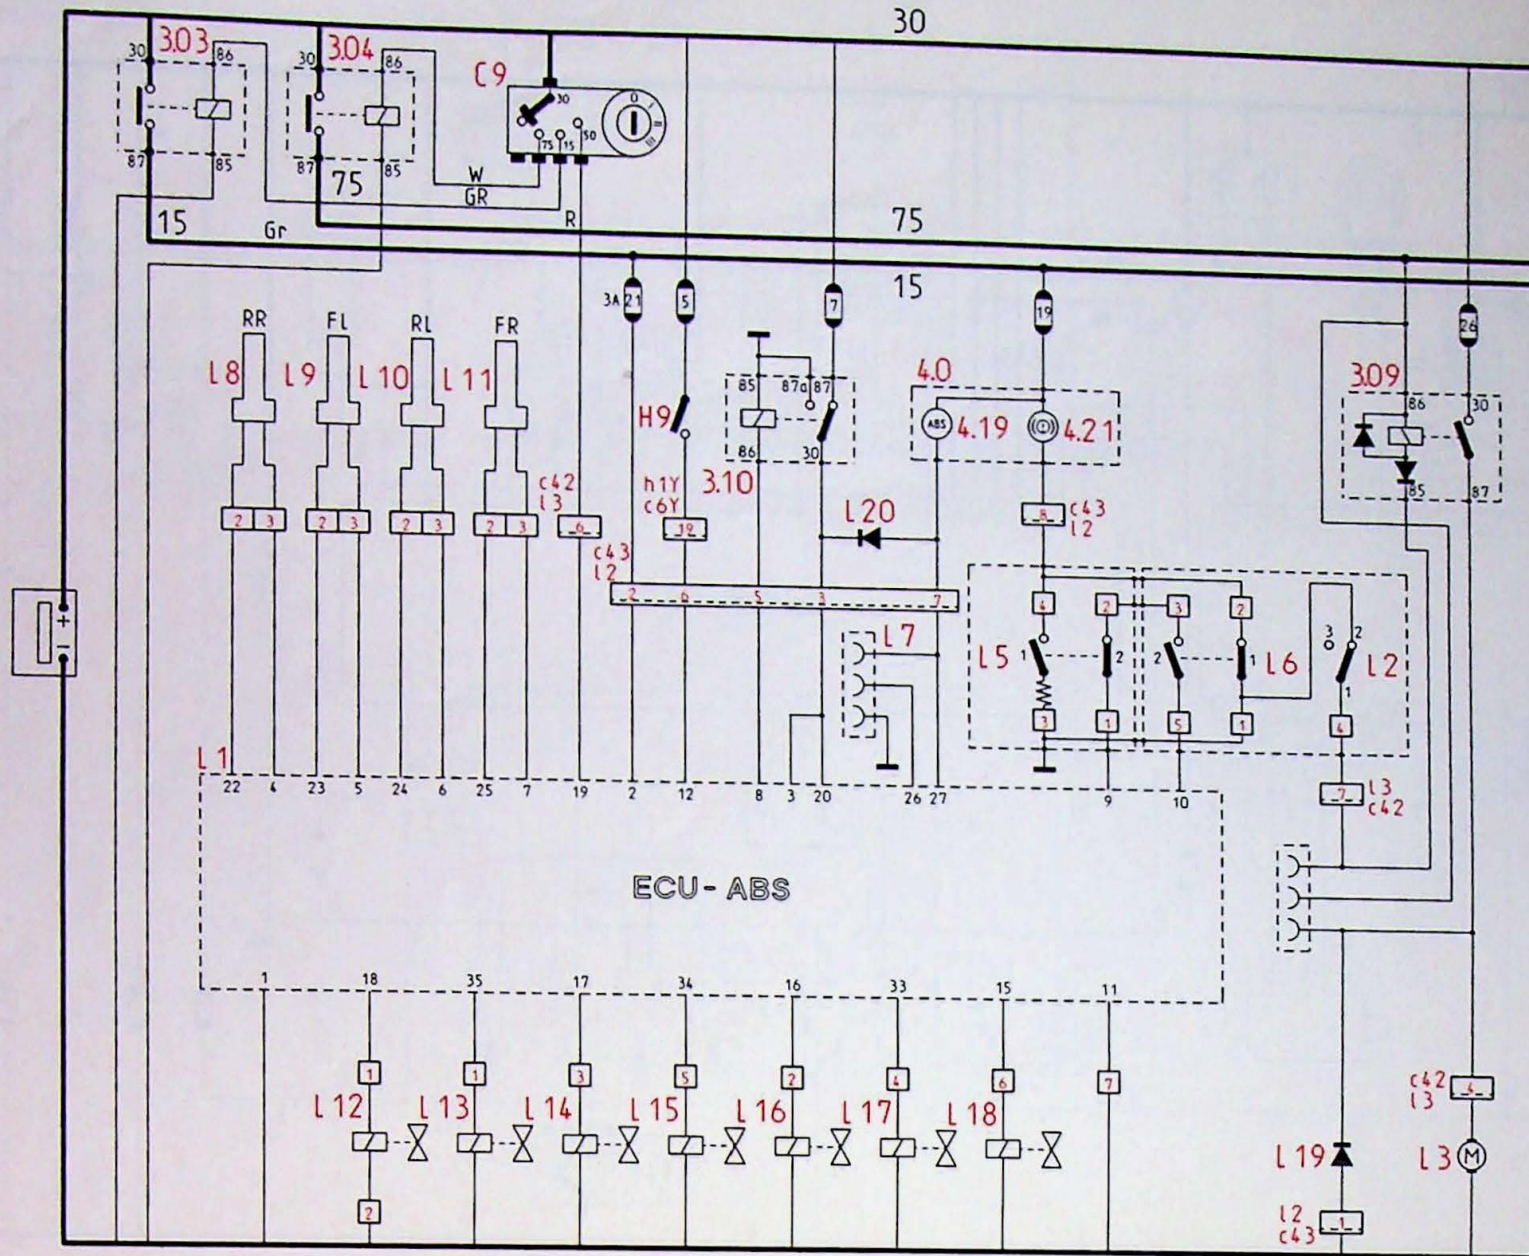 30
30 3.03 86
30 3.04 86
C9
30
0 I II III
75 15 50
87 85
87 85
75
W
GR
R
15
Gr
75
15
3A 21
5
7
19
26
RR FL RL FR
L8 L9 L10 L11
2 3 2 3 2 3 2 3
c42
l3
6
H9
h1Y
c6Y
19
85 87a 87
86 30
3.10
4.0
ABS 4.19 4.21
8 c43
l2
L20
c43
l2
2 6 5 3 7
3.09
86 30
85 87
L7
4 2 3 2
L5 1 2 2 1 L6
3 2 L2
1
3 1 5 1 4
7 l3
c42
+
−
L1
22 4 23 5 24 6 25 7 19 2 12 8 3 20 26 27 9 10
ECU-ABS
1 18 35 17 34 16 33 15 11
1 1 3 5 2 4 6 7
L12 L13 L14 L15 L16 L17 L18
2
c42
l3
4
L19
L3 M
l2
c43
1